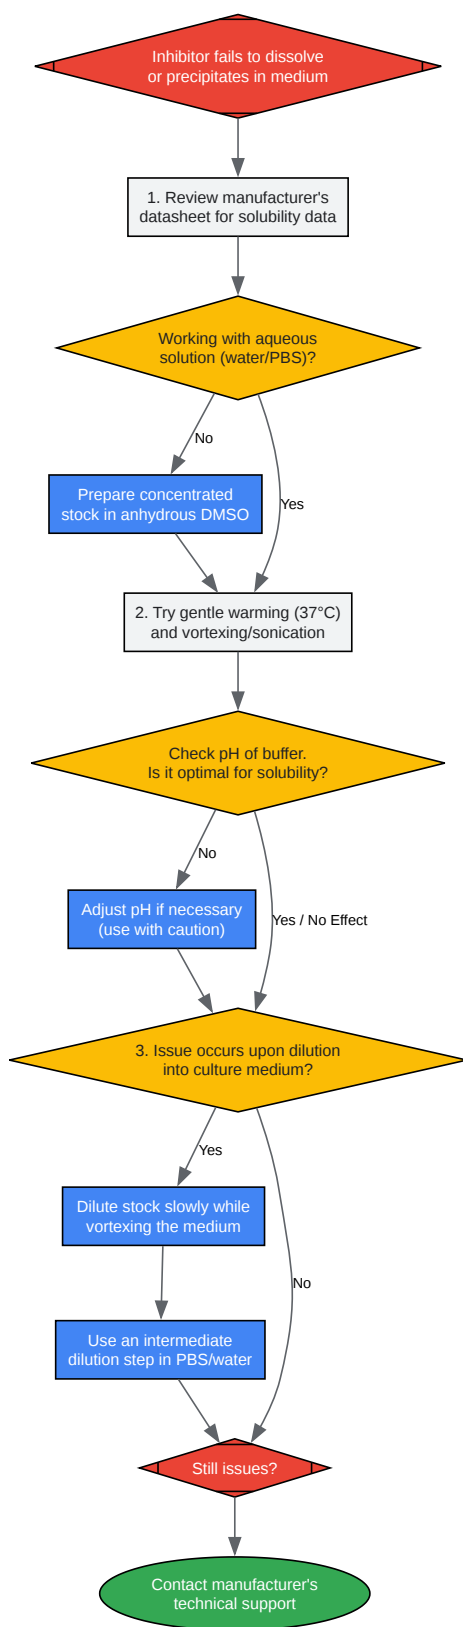 Inhibitor fails to dissolve
or precipitates in medium
1. Review manufacturer's
datasheet for solubility data
Working with aqueous
solution (water/PBS)?
No
Yes
Prepare concentrated
stock in anhydrous DMSO
2. Try gentle warming (37°C)
and vortexing/sonication
Check pH of buffer.
Is it optimal for solubility?
No
Yes / No Effect
Adjust pH if necessary
(use with caution)
3. Issue occurs upon dilution
into culture medium?
Yes
No
Dilute stock slowly while
vortexing the medium
Use an intermediate
dilution step in PBS/water
Still issues?
Contact manufacturer's
technical support